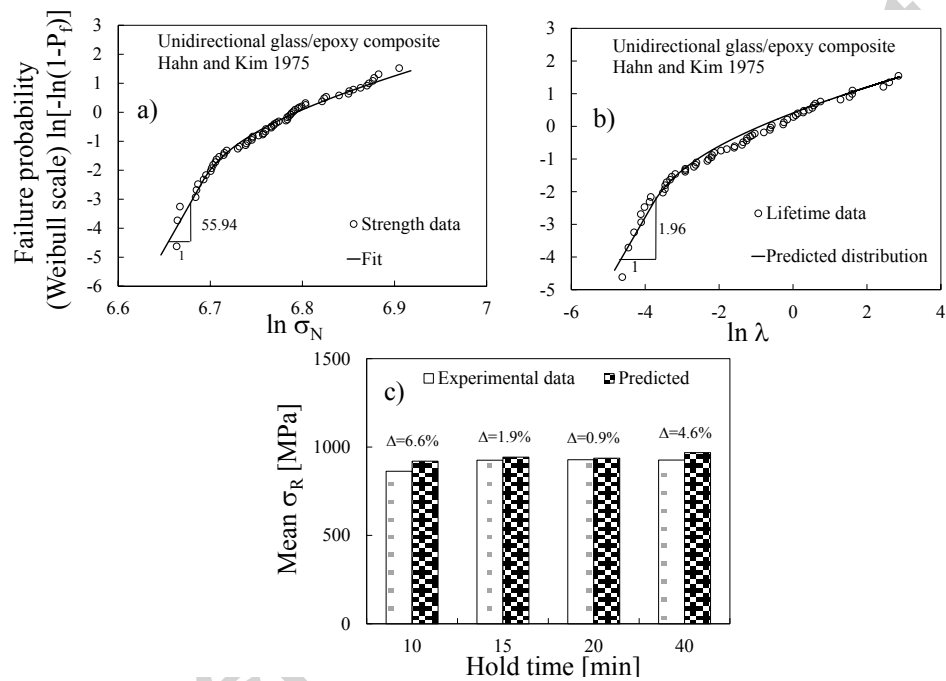 Failure probability
(Weibull scale) ln[-ln(1-Pf)]
3
2
1
0
-1
-2
-3
-4
-5
-6
Unidirectional glass/epoxy composite
Hahn and Kim 1975
a)
55.94
1
Strength data
Fit
6.6
6.7
6.8
6.9
7
ln σN
3
2
1
0
-1
-2
-3
-4
-5
Unidirectional glass/epoxy composite
Hahn and Kim 1975
b)
1.96
1
Lifetime data
Predicted distribution
-6
-4
-2
0
2
4
ln λ
Mean σR [MPa]
1500
1000
500
0
c)
Experimental data
Predicted
Δ=6.6%
Δ=1.9%
Δ=0.9%
Δ=4.6%
10
15
20
40
Hold time [min]